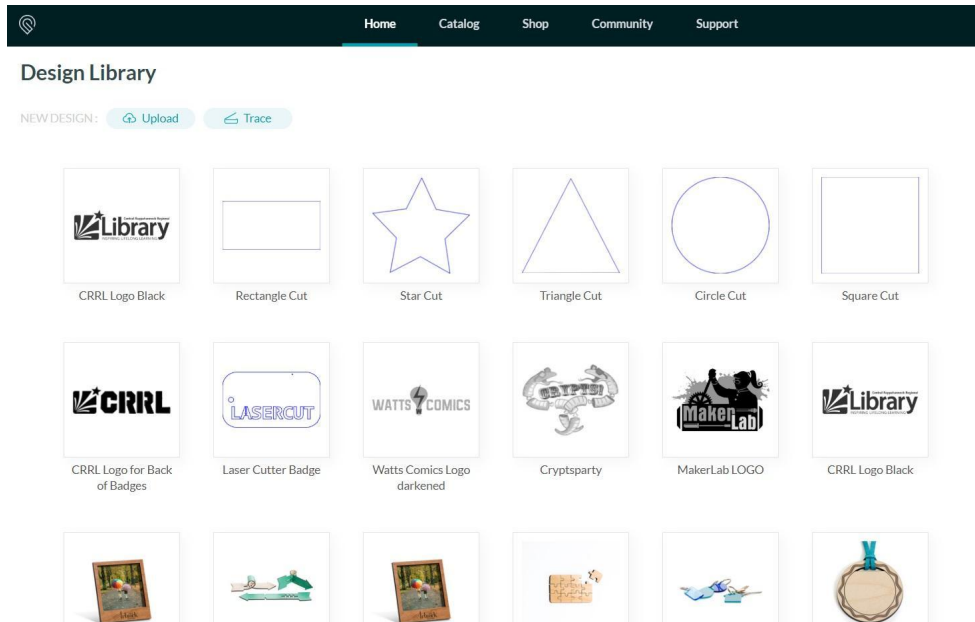 Home Catalog Shop Community Support
Design Library
NEW DESIGN : Upload Trace
Library
CRRL Logo Black
Rectangle Cut
Star Cut
Triangle Cut
Circle Cut
Square Cut
CRRL
LASERCUT
WATTS COMICS
CRYPTS!
MakerLab
Library
CRRL Logo for Back
of Badges
Laser Cutter Badge
Watts Comics Logo
darkened
Cryptsparty
MakerLab LOGO
CRRL Logo Black